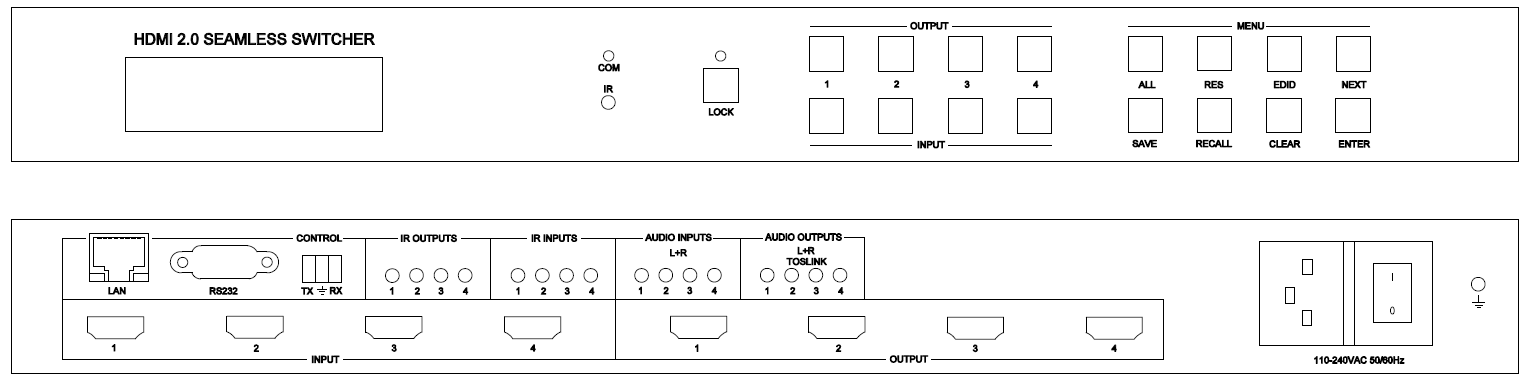 OUTPUT MENU
HDMI 2.0 SEAMLESS SWITCHER
COM
1 2 3 4 ALL RES EDID NEXT
IR
LOCK
INPUT SAVE RECALL CLEAR ENTER
CONTROL IR OUTPUTS IR INPUTS AUDIO INPUTS AUDIO OUTPUTS
L+R L+R
TOSLINK
LAN RS232 TX RX 1 2 3 4 1 2 3 4 1 2 3 4 1 2 3 4
I
0
1 2 3 4 1 2 3 4
INPUT OUTPUT 110-240VAC 50/60Hz